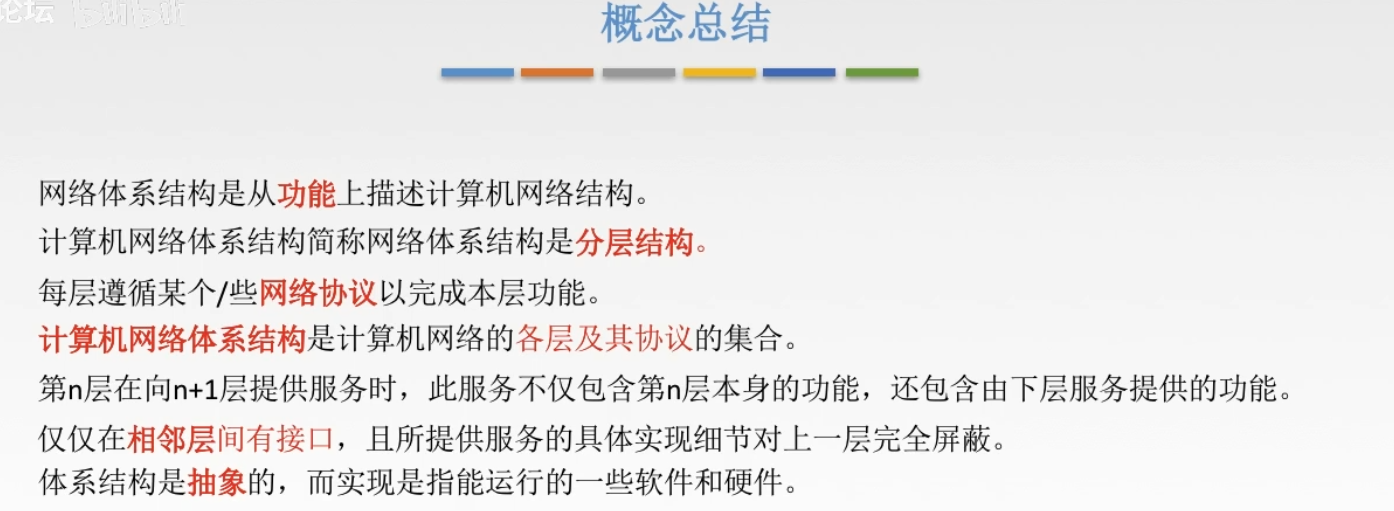 论坛 bilibili
概念总结
网络体系结构是从功能上描述计算机网络结构。
计算机网络体系结构简称网络体系结构是分层结构。
每层遵循某个/些网络协议以完成本层功能。
计算机网络体系结构是计算机网络的各层及其协议的集合。
第n层在向n+1层提供服务时，此服务不仅包含第n层本身的功能，还包含由下层服务提供的功能。
仅仅在相邻层间有接口，且所提供服务的具体实现细节对上一层完全屏蔽。
体系结构是抽象的，而实现是指能运行的一些软件和硬件。